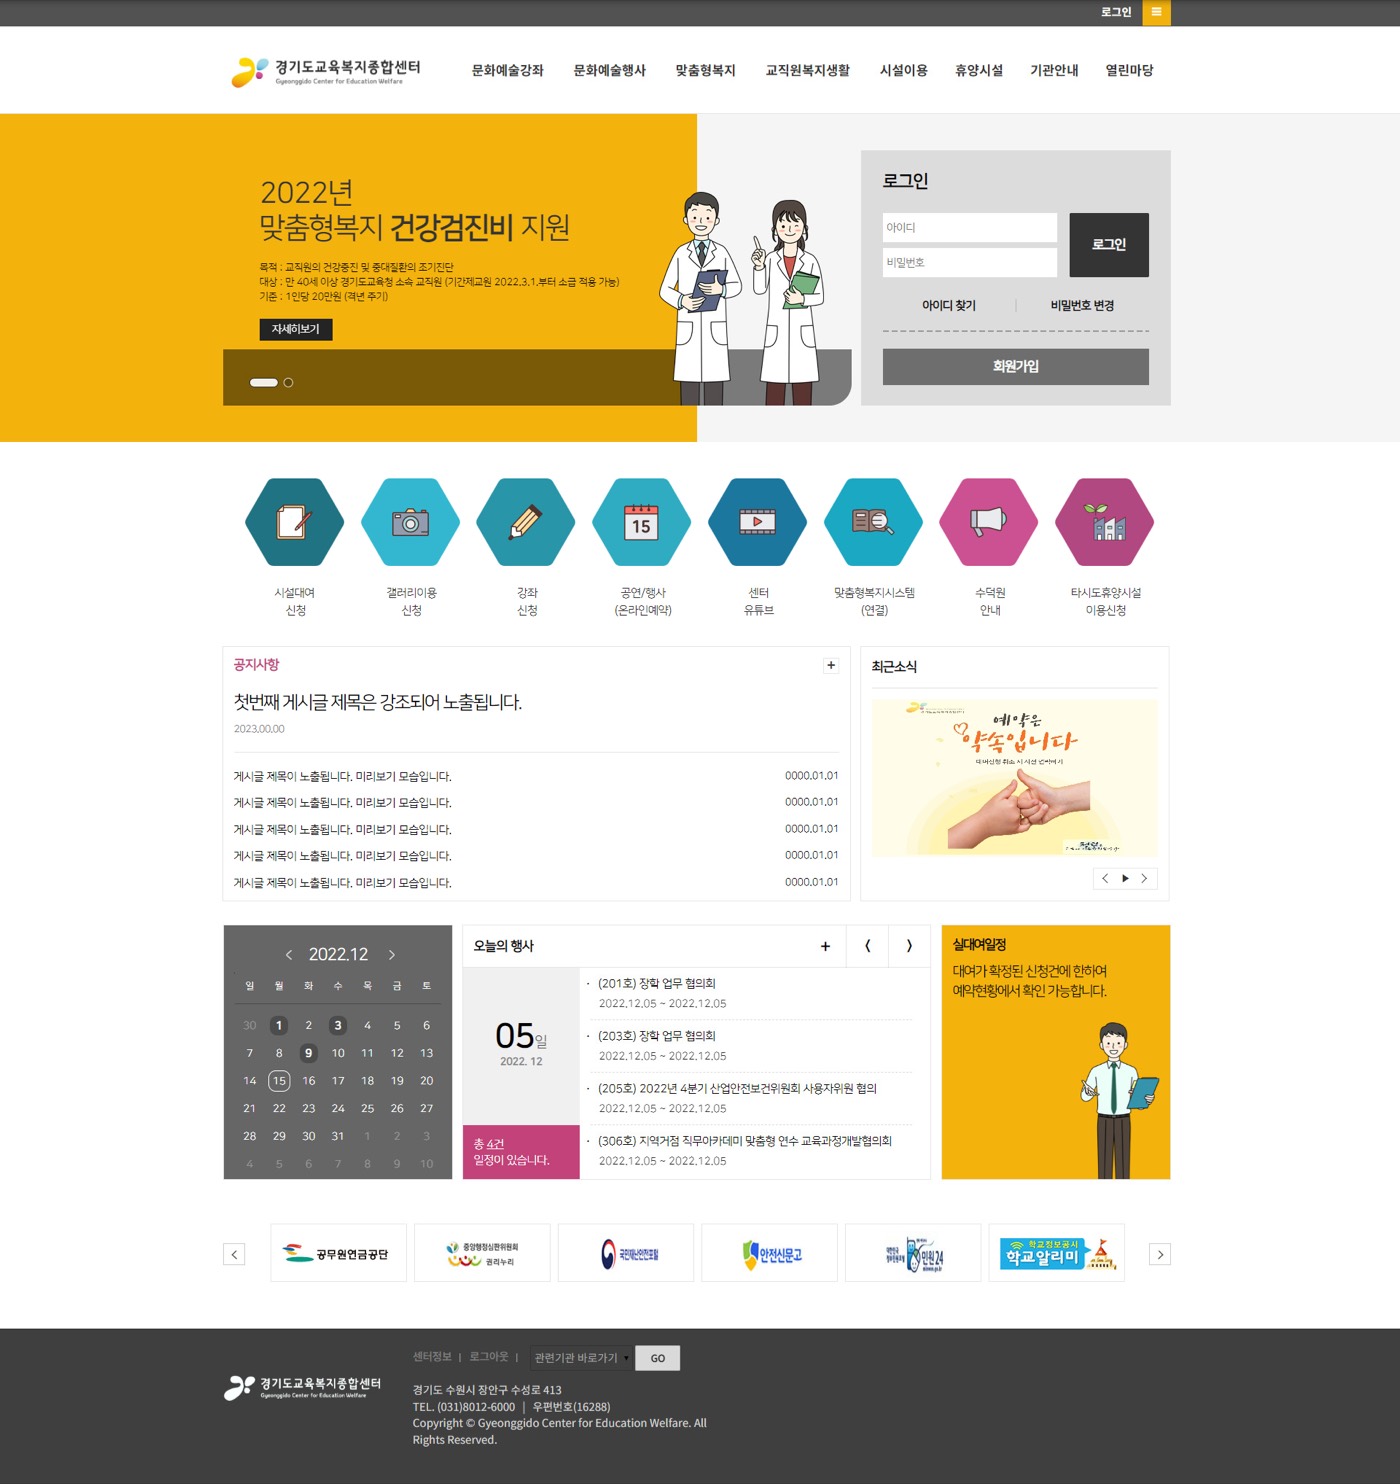 로그인
경기도교육복지종합센터
Gyeonggido Center for Education Welfare
문화예술강좌 문화예술행사 맞춤형복지 교직원복지생활 시설이용 휴양시설 기관안내 열린마당
2022년
맞춤형복지 건강검진비 지원
목적 : 교직원의 건강증진 및 중대질환의 조기진단
대상 : 만 40세 이상 경기도교육청 소속 교직원 (기간제교원 2022.3.1.부터 소급 적용 가능)
기준 : 1인당 20만원 (격년 주기)
자세히보기
로그인
아이디
비밀번호
로그인
아이디 찾기 | 비밀번호 변경
회원가입
15
시설대여
신청
갤러리이용
신청
강좌
신청
공연/행사
(온라인예약)
센터
유튜브
맞춤형복지시스템
(연결)
수덕원
안내
타시도휴양시설
이용신청
공지사항 +
첫번째 게시글 제목은 강조되어 노출됩니다.
2023.00.00
게시글 제목이 노출됩니다. 미리보기 모습입니다. 0000.01.01
게시글 제목이 노출됩니다. 미리보기 모습입니다. 0000.01.01
게시글 제목이 노출됩니다. 미리보기 모습입니다. 0000.01.01
게시글 제목이 노출됩니다. 미리보기 모습입니다. 0000.01.01
게시글 제목이 노출됩니다. 미리보기 모습입니다. 0000.01.01
최근소식
예약은
약속입니다
대여신청 취소 시 사전 연락하기
< 2022.12 >
일 월 화 수 목 금 토
30 1 2 3 4 5 6
7 8 9 10 11 12 13
14 15 16 17 18 19 20
21 22 23 24 25 26 27
28 29 30 31 1 2 3
4 5 6 7 8 9 10
오늘의 행사 + < >
05일
2022. 12
총 4건
일정이 있습니다.
· (201호) 장학 업무 협의회
2022.12.05 ~ 2022.12.05
· (203호) 장학 업무 협의회
2022.12.05 ~ 2022.12.05
· (205호) 2022년 4분기 산업안전보건위원회 사용자위원 협의
2022.12.05 ~ 2022.12.05
· (306호) 지역거점 직무아카데미 맞춤형 연수 교육과정개발협의회
2022.12.05 ~ 2022.12.05
실대여일정
대여가 확정된 신청건에 한하여
예약현황에서 확인 가능합니다.
공무원연금공단
중앙행정심판위원회
권리누리
국민재난안전포털
안전신문고
민원24
학교정보공시
학교알리미
센터정보 | 로그아웃 | 관련기관 바로가기 GO
경기도교육복지종합센터
Gyeonggido Center for Education Welfare
경기도 수원시 장안구 수성로 413
TEL. (031)8012-6000 | 우편번호(16288)
Copyright © Gyeonggido Center for Education Welfare. All
Rights Reserved.